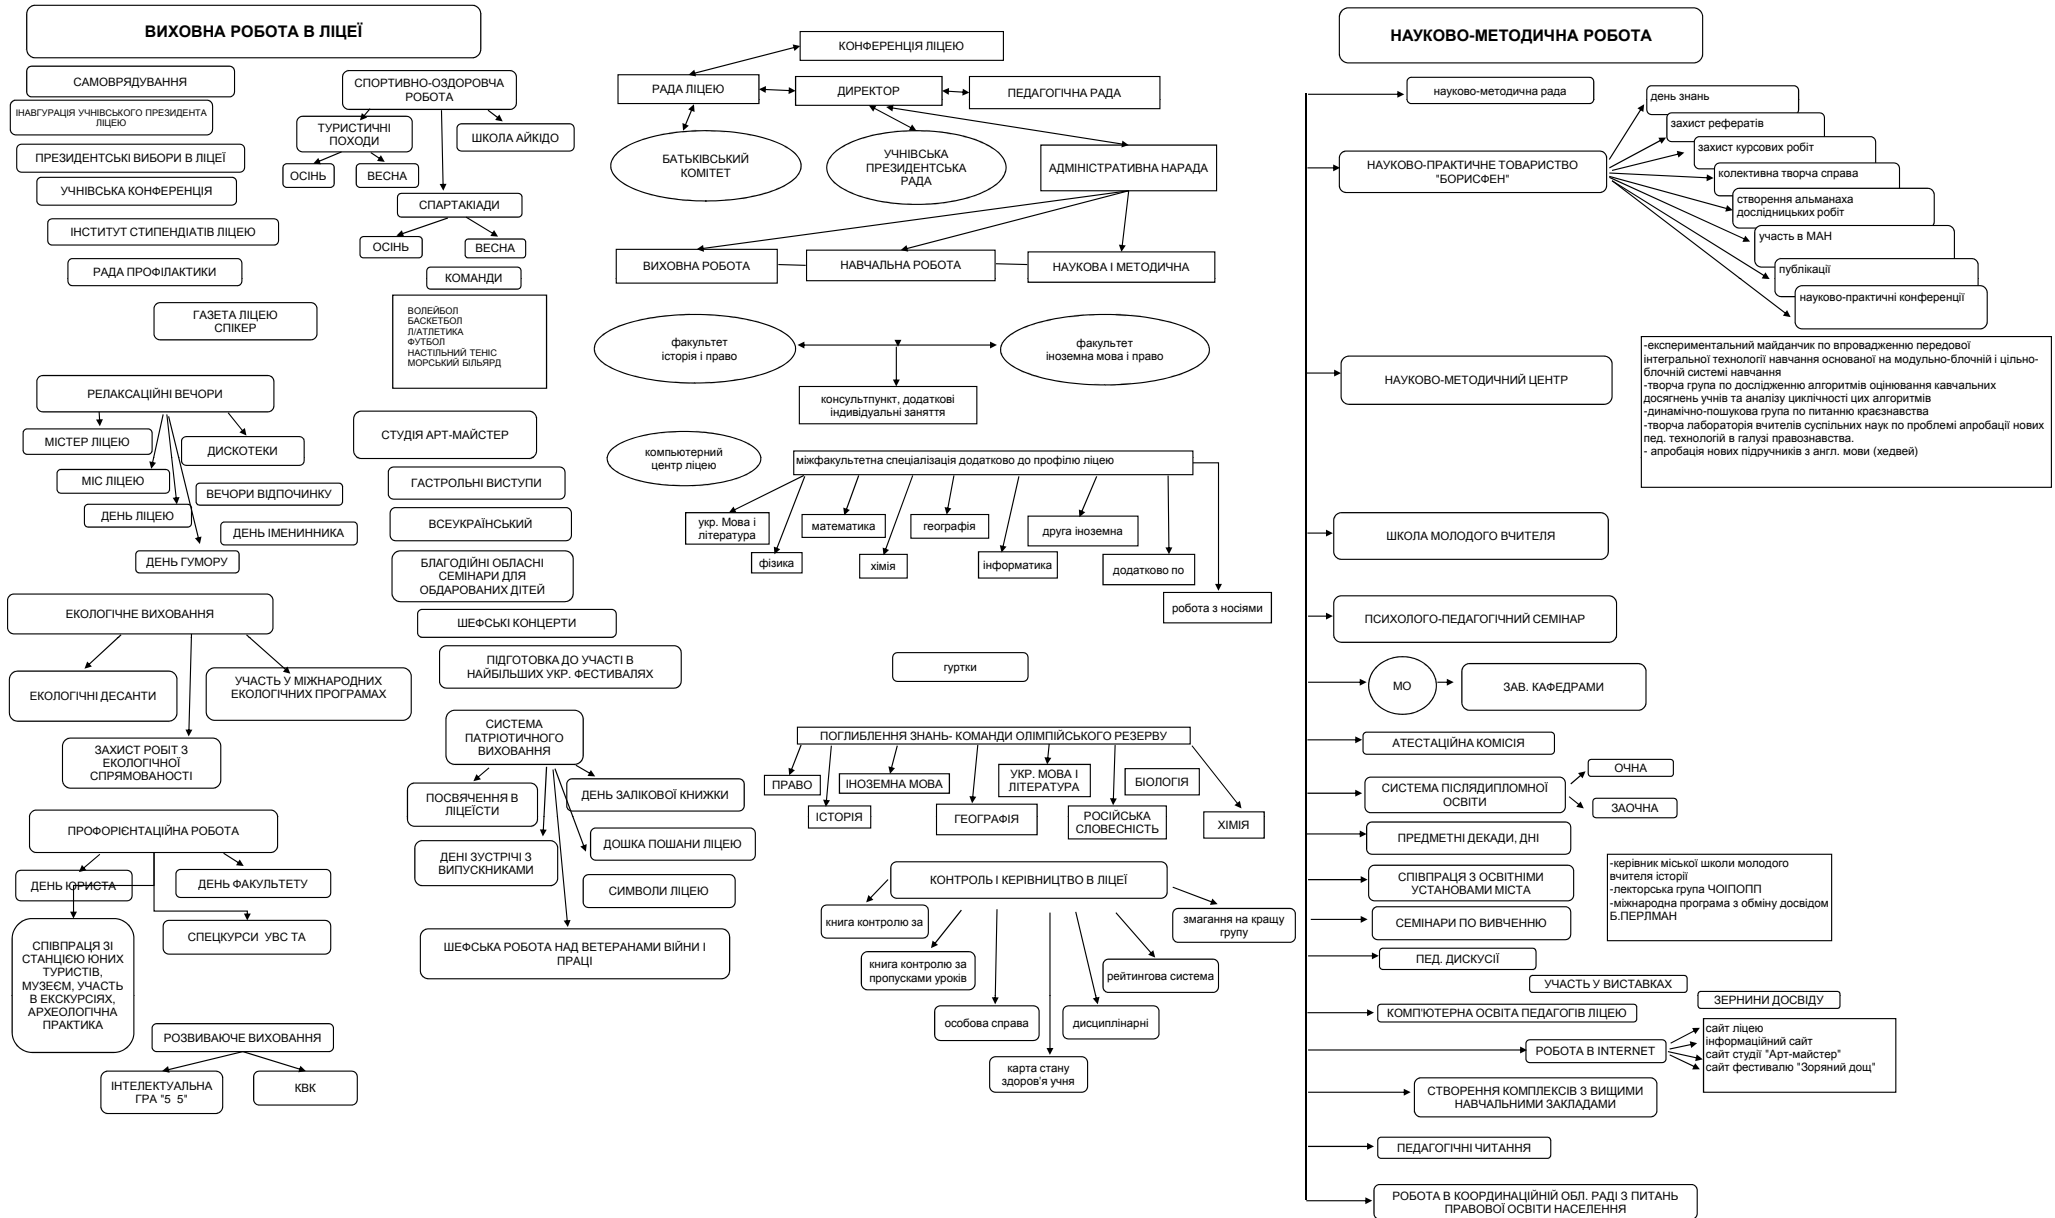 ВИХОВНА РОБОТА В ЛІЦЕЇ
САМОВРЯДУВАННЯ
ІНАВГУРАЦІЯ УЧНІВСЬКОГО ПРЕЗИДЕНТА
ЛІЦЕЮ
ПРЕЗИДЕНТСЬКІ ВИБОРИ В ЛІЦЕЇ
УЧНІВСЬКА КОНФЕРЕНЦІЯ
ІНСТИТУТ СТИПЕНДІАТІВ ЛІЦЕЮ
РАДА ПРОФІЛАКТИКИ
ГАЗЕТА ЛІЦЕЮ
СПІКЕР
СПОРТИВНО-ОЗДОРОВЧА
РОБОТА
ТУРИСТИЧНІ
ПОХОДИ
ШКОЛА АЙКІДО
ОСІНЬ
ВЕСНА
СПАРТАКІАДИ
ОСІНЬ
ВЕСНА
КОМАНДИ
ВОЛЕЙБОЛ
БАСКЕТБОЛ
Л/АТЛЕТИКА
ФУТБОЛ
НАСТІЛЬНИЙ ТЕНІС
МОРСЬКИЙ БІЛЬЯРД
РЕЛАКСАЦІЙНІ ВЕЧОРИ
МІСТЕР ЛІЦЕЮ
ДИСКОТЕКИ
МІС ЛІЦЕЮ
ВЕЧОРИ ВІДПОЧИНКУ
ДЕНЬ ЛІЦЕЮ
ДЕНЬ ІМЕНИННИКА
ДЕНЬ ГУМОРУ
СТУДІЯ АРТ-МАЙСТЕР
ГАСТРОЛЬНІ ВИСТУПИ
ВСЕУКРАЇНСЬКИЙ
БЛАГОДІЙНІ ОБЛАСНІ
СЕМІНАРИ ДЛЯ
ОБДАРОВАНИХ ДІТЕЙ
ШЕФСЬКІ КОНЦЕРТИ
ПІДГОТОВКА ДО УЧАСТІ В
НАЙБІЛЬШИХ УКР. ФЕСТИВАЛЯХ
ЕКОЛОГІЧНЕ ВИХОВАННЯ
ЕКОЛОГІЧНІ ДЕСАНТИ
УЧАСТЬ У МІЖНАРОДНИХ
ЕКОЛОГІЧНИХ ПРОГРАМАХ
ЗАХИСТ РОБІТ З
ЕКОЛОГІЧНОЇ
СПРЯМОВАНОСТІ
СИСТЕМА
ПАТРІОТИЧНОГО
ВИХОВАННЯ
ПОСВЯЧЕННЯ В
ЛІЦЕЇСТИ
ДЕНЬ ЗАЛІКОВОЇ КНИЖКИ
ДЕНІ ЗУСТРІЧІ З
ВИПУСКНИКАМИ
ДОШКА ПОШАНИ ЛІЦЕЮ
СИМВОЛИ ЛІЦЕЮ
ШЕФСЬКА РОБОТА НАД ВЕТЕРАНАМИ ВІЙНИ І
ПРАЦІ
ПРОФОРІЄНТАЦІЙНА РОБОТА
ДЕНЬ ЮРИСТА
ДЕНЬ ФАКУЛЬТЕТУ
СПЕЦКУРСИ УВС ТА
СПІВПРАЦЯ ЗІ
СТАНЦІЄЮ ЮНИХ
ТУРИСТІВ,
МУЗЕЄМ, УЧАСТЬ
В ЕКСКУРСІЯХ,
АРХЕОЛОГІЧНА
ПРАКТИКА
РОЗВИВАЮЧЕ ВИХОВАННЯ
ІНТЕЛЕКТУАЛЬНА
ГРА "5 5"
КВК
КОНФЕРЕНЦІЯ ЛІЦЕЮ
РАДА ЛІЦЕЮ
ДИРЕКТОР
ПЕДАГОГІЧНА РАДА
БАТЬКІВСЬКИЙ
КОМІТЕТ
УЧНІВСЬКА
ПРЕЗИДЕНТСЬКА
РАДА
АДМІНІСТРАТИВНА НАРАДА
ВИХОВНА РОБОТА
НАВЧАЛЬНА РОБОТА
НАУКОВА І МЕТОДИЧНА
факультет
історія і право
факультет
іноземна мова і право
консультпункт, додаткові
індивідуальні заняття
компьютерний
центр ліцею
міжфакультетна спеціалізація додатково до профілю ліцею
укр. Мова і
література
математика
географія
друга іноземна
фізика
хімія
інформатика
додатково по
робота з носіями
гуртки
ПОГЛИБЛЕННЯ ЗНАНЬ- КОМАНДИ ОЛІМПІЙСЬКОГО РЕЗЕРВУ
ПРАВО
ІНОЗЕМНА МОВА
УКР. МОВА І
ЛІТЕРАТУРА
БІОЛОГІЯ
ІСТОРІЯ
ГЕОГРАФІЯ
РОСІЙСЬКА
СЛОВЕСНІСТЬ
ХІМІЯ
КОНТРОЛЬ І КЕРІВНИЦТВО В ЛІЦЕЇ
книга контролю за
змагання на кращу
групу
книга контролю за
пропусками уроків
рейтингова система
особова справа
дисциплінарні
карта стану
здоров'я учня
НАУКОВО-МЕТОДИЧНА РОБОТА
науково-методична рада
НАУКОВО-ПРАКТИЧНЕ ТОВАРИСТВО
"БОРИСФЕН"
день знань
захист рефератів
захист курсових робіт
колективна творча справа
створення альманаха
дослідницьких робіт
участь в МАН
публікації
науково-практичні конференції
НАУКОВО-МЕТОДИЧНИЙ ЦЕНТР
-експериментальний майданчик по впровадженню передової
інтегральної технології навчання основаної на модульно-блочній і цільно-
блочній системі навчання
-творча група по дослідженню алгоритмів оцінювання кавчальних
досягнень учнів та аналізу циклічності цих алгоритмів
-динамічно-пошукова група по питанню краєзнавства
-творча лабораторія вчителів суспільних наук по проблемі апробації нових
пед. технологій в галузі правознавства.
- апробація нових підручників з англ. мови (хедвей)
ШКОЛА МОЛОДОГО ВЧИТЕЛЯ
ПСИХОЛОГО-ПЕДАГОГІЧНИЙ СЕМІНАР
МО
ЗАВ. КАФЕДРАМИ
АТЕСТАЦІЙНА КОМІСІЯ
СИСТЕМА ПІСЛЯДИПЛОМНОЇ
ОСВІТИ
ОЧНА
ЗАОЧНА
ПРЕДМЕТНІ ДЕКАДИ, ДНІ
СПІВПРАЦЯ З ОСВІТНІМИ
УСТАНОВАМИ МІСТА
-керівник міської школи молодого
вчителя історії
-лекторська група ЧОІПОПП
-міжнародна програма з обміну досвідом
Б.ПЕРЛМАН
СЕМІНАРИ ПО ВИВЧЕННЮ
ПЕД. ДИСКУСІЇ
УЧАСТЬ У ВИСТАВКАХ
ЗЕРНИНИ ДОСВІДУ
КОМП'ЮТЕРНА ОСВІТА ПЕДАГОГІВ ЛІЦЕЮ
РОБОТА В INTERNET
сайт ліцею
інформаційний сайт
сайт студії "Арт-майстер"
сайт фестивалю "Зоряний дощ"
СТВОРЕННЯ КОМПЛЕКСІВ З ВИЩИМИ
НАВЧАЛЬНИМИ ЗАКЛАДАМИ
ПЕДАГОГІЧНІ ЧИТАННЯ
РОБОТА В КООРДИНАЦІЙНІЙ ОБЛ. РАДІ З ПИТАНЬ
ПРАВОВОЇ ОСВІТИ НАСЕЛЕННЯ